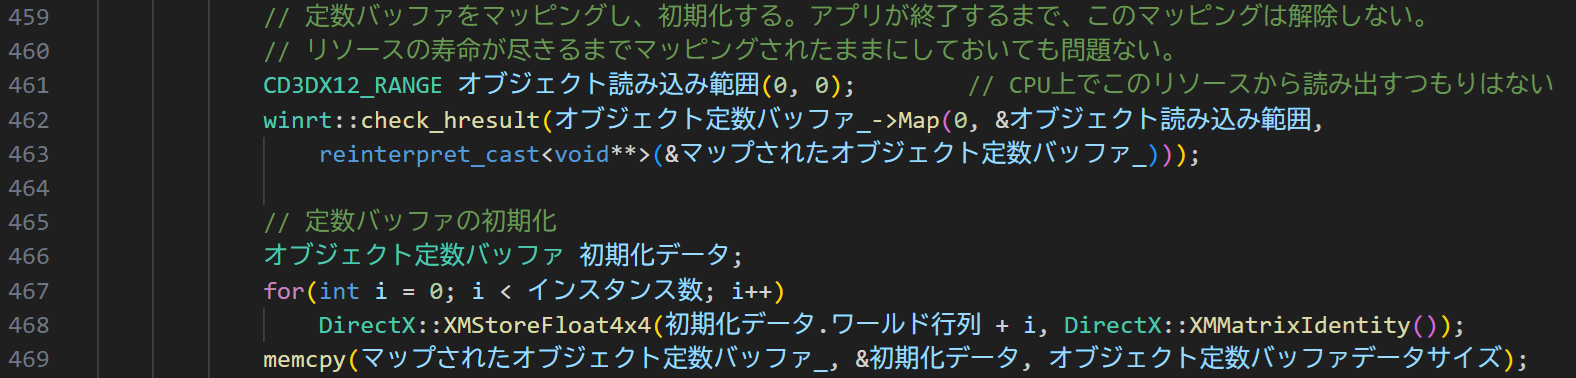 459 // 定数バッファをマッピングし、初期化する。アプリが終了するまで、このマッピングは解除しない。
460 // リソースの寿命が尽きるまでマッピングされたままにしておいても問題ない。
461 CD3DX12_RANGE オブジェクト読み込み範囲(0, 0); // CPU上でこのリソースから読み出すつもりはない
462 winrt::check_hresult(オブジェクト定数バッファ_->Map(0, &オブジェクト読み込み範囲,
463 reinterpret_cast<void**>(&マップされたオブジェクト定数バッファ_)));
464
465 // 定数バッファの初期化
466 オブジェクト定数バッファ 初期化データ;
467 for(int i = 0; i < インスタンス数; i++)
468 DirectX::XMStoreFloat4x4(初期化データ.ワールド行列 + i, DirectX::XMMatrixIdentity());
469 memcpy(マップされたオブジェクト定数バッファ_, &初期化データ, オブジェクト定数バッファデータサイズ);